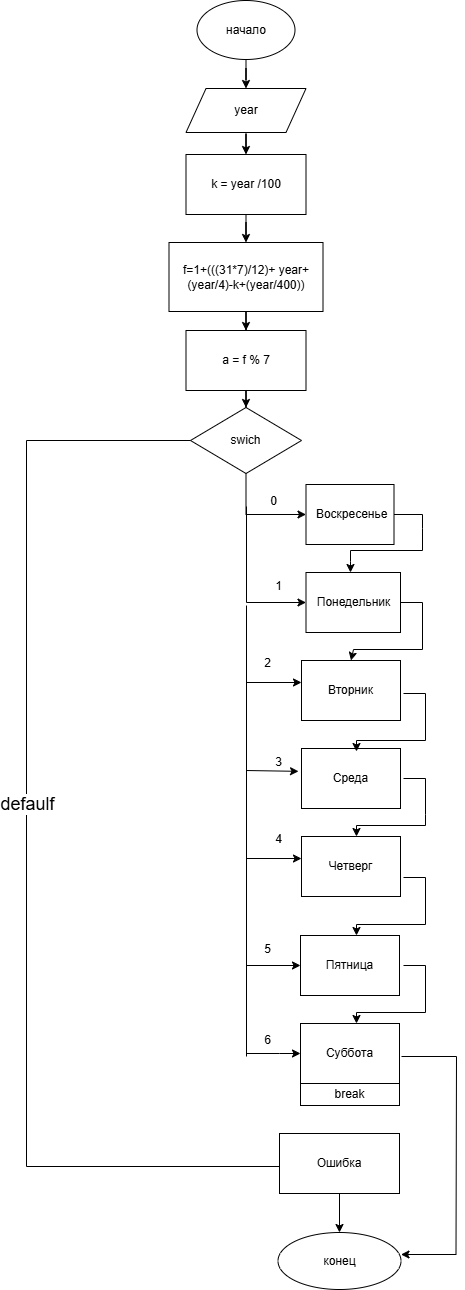 начало
year
k = year /100
f=1+(((31*7)/12)+ year+
(year/4)-k+(year/400))
a = f % 7
swich
0
Воскресенье
1
Понедельник
2
Вторник
3
Среда
defaulf
4
Четверг
5
Пятница
6
Суббота
break
Ошибка
конец